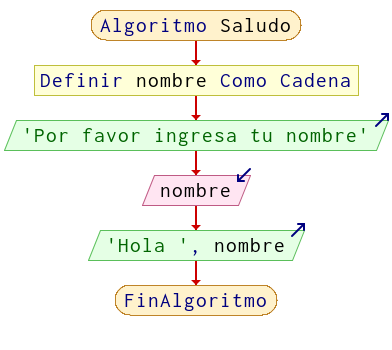 Algoritmo Saludo
Definir nombre Como Cadena
'Por favor ingresa tu nombre'
nombre
'Hola ', nombre
FinAlgoritmo